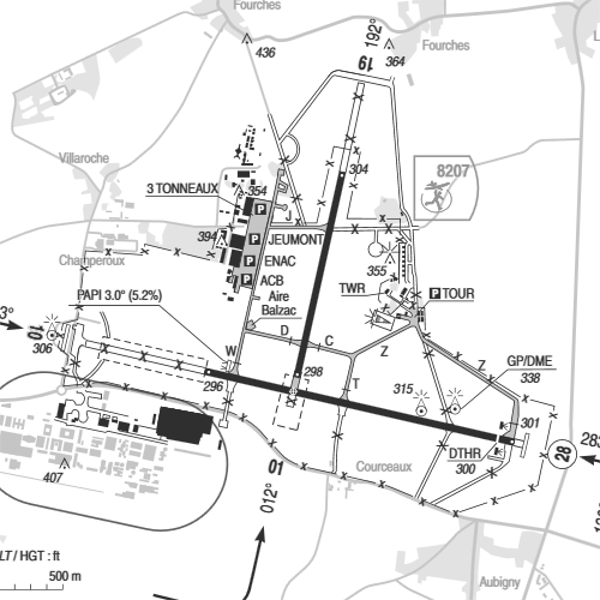 Fourches
436
192°
19
364
Fourches
L
Villaroche
304
8207
3 TONNEAUX
354
P
J
394
P JEUMONT
Champeroux
P ENAC
355
P ACB
PAPI 3.0° (5.2%)
Aire
Balzac
TWR
P TOUR
3°
10
306
D
C
Z
Z
W
GP/DME
338
296
298
T
315
301
DTHR
300
28
283
407
01
012°
Courceaux
LT / HGT : ft
500 m
Aubigny